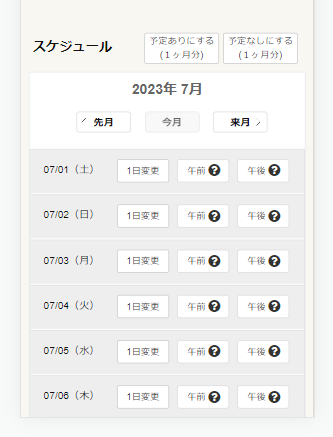 スケジュール
予定ありにする
(１ヶ月分)
予定なしにする
(１ヶ月分)
2023年 7月
先月
今月
来月
07/01（土） 1日変更 午前 ? 午後 ?
07/02（日） 1日変更 午前 ? 午後 ?
07/03（月） 1日変更 午前 ? 午後 ?
07/04（火） 1日変更 午前 ? 午後 ?
07/05（水） 1日変更 午前 ? 午後 ?
07/06（木） 1日変更 午前 ? 午後 ?